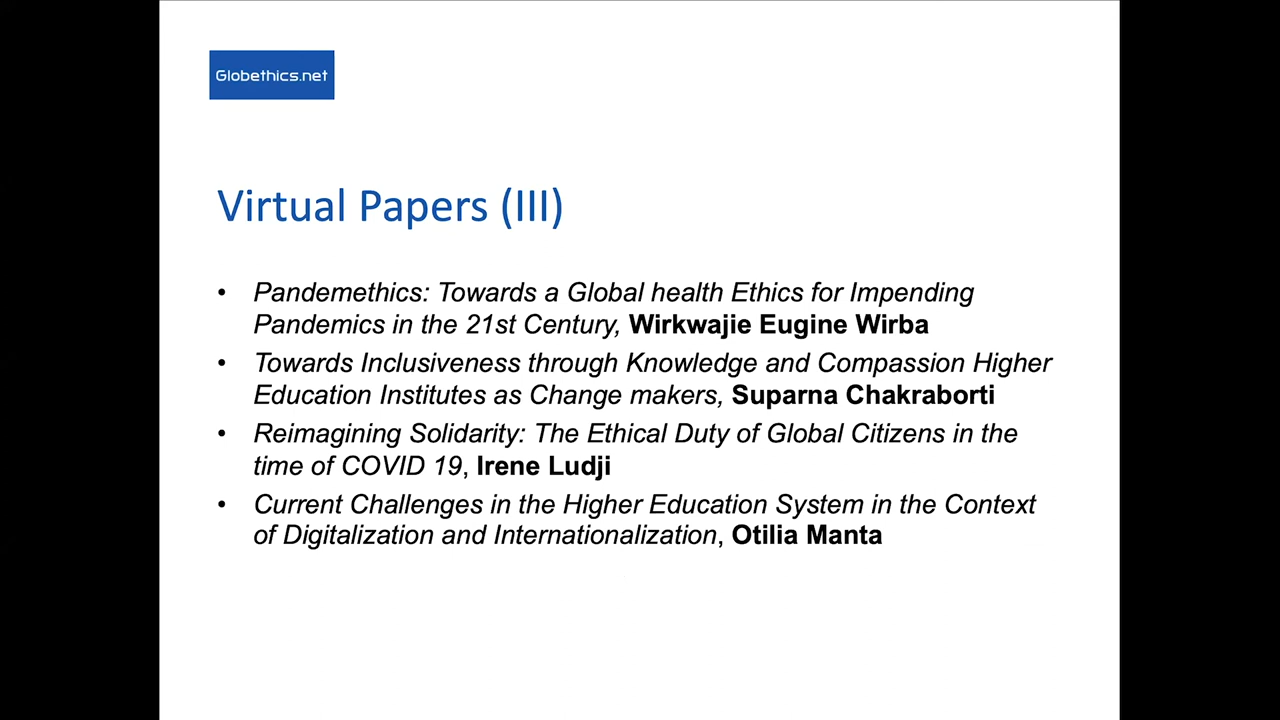 Globethics.net
Virtual Papers (III)
• Pandemethics: Towards a Global health Ethics for Impending
Pandemics in the 21st Century, Wirkwajie Eugine Wirba
• Towards Inclusiveness through Knowledge and Compassion Higher
Education Institutes as Change makers, Suparna Chakraborti
• Reimagining Solidarity: The Ethical Duty of Global Citizens in the
time of COVID 19, Irene Ludji
• Current Challenges in the Higher Education System in the Context
of Digitalization and Internationalization, Otilia Manta